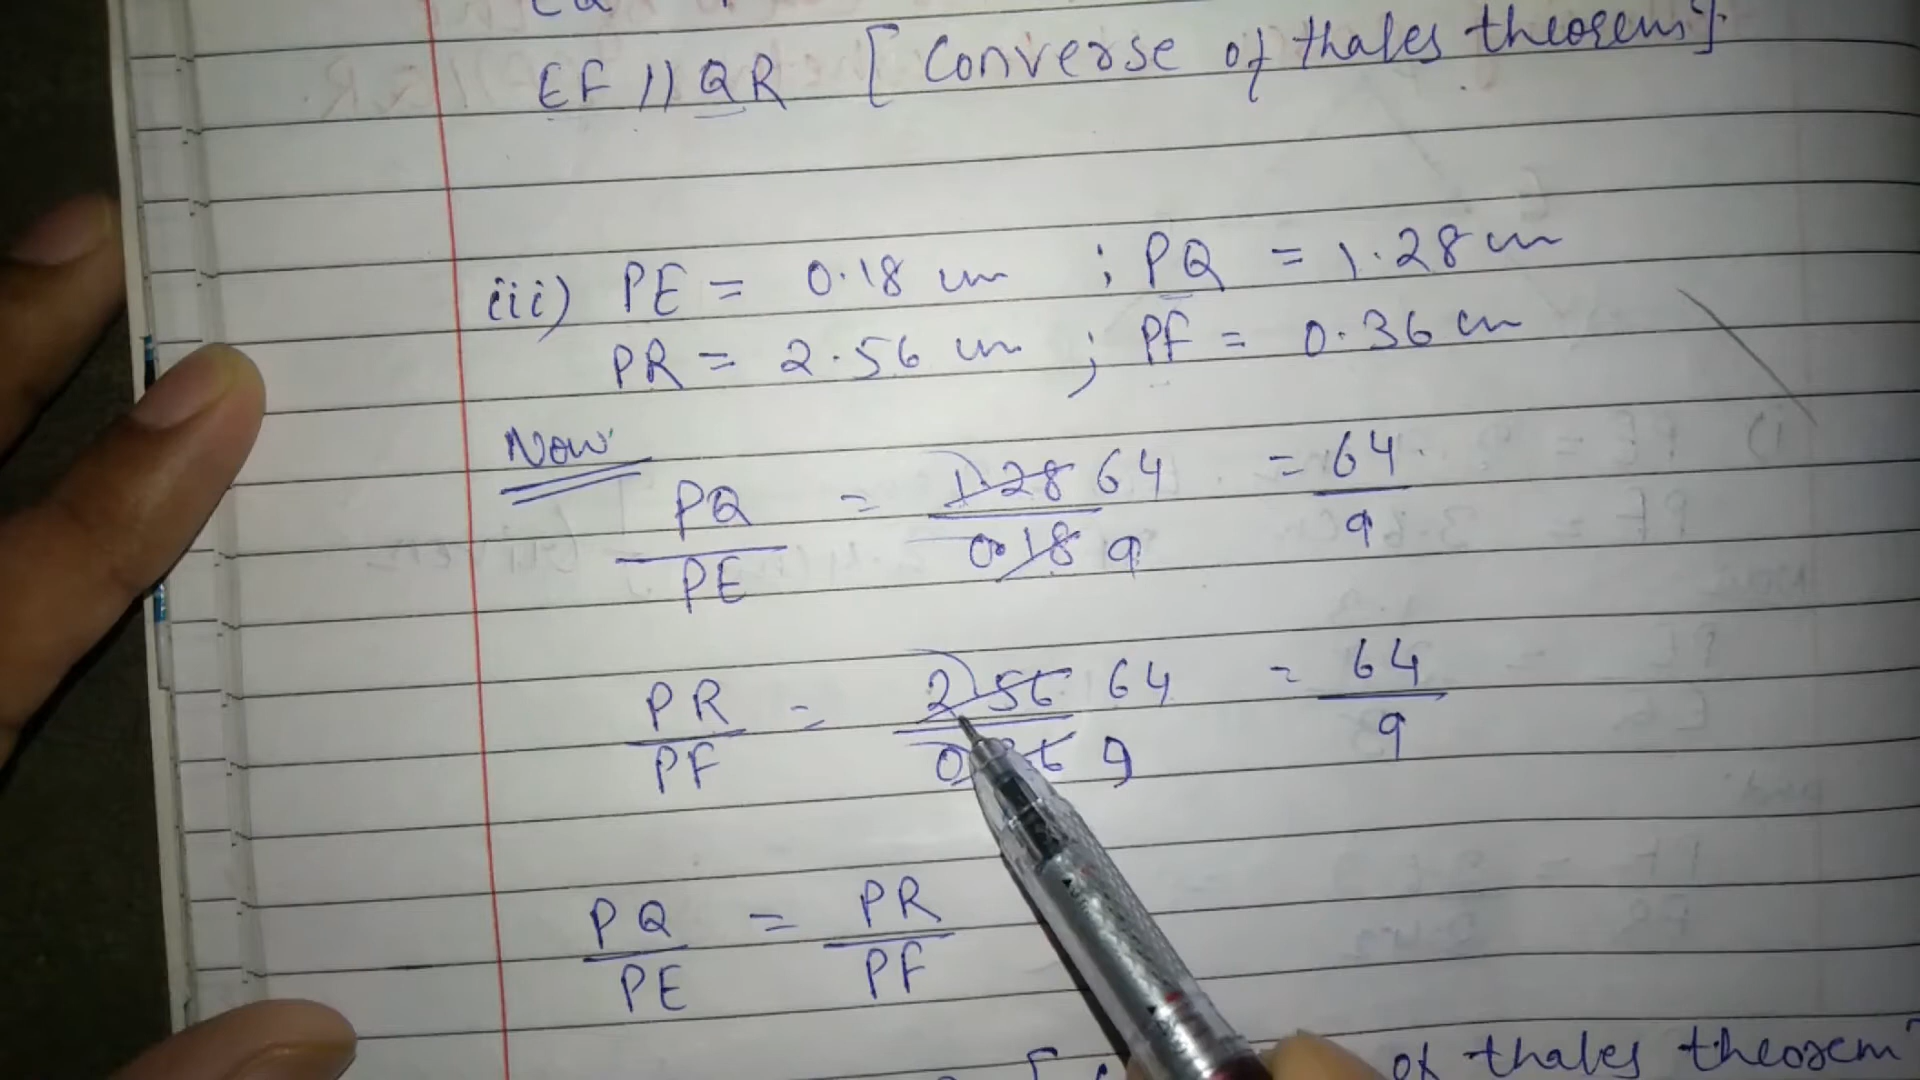 EF || QR [Converse of thales theorem]
iii) PE = 0.18 cm ; PQ = 1.28 cm
PR = 2.56 cm ; PF = 0.36 cm
Now
PQ/PE = 1.28/0.18 64/9 = 64/9
PR/PF = 2.56/0.36 64/9 = 64/9
PQ/PE = PR/PF
of thales theorem